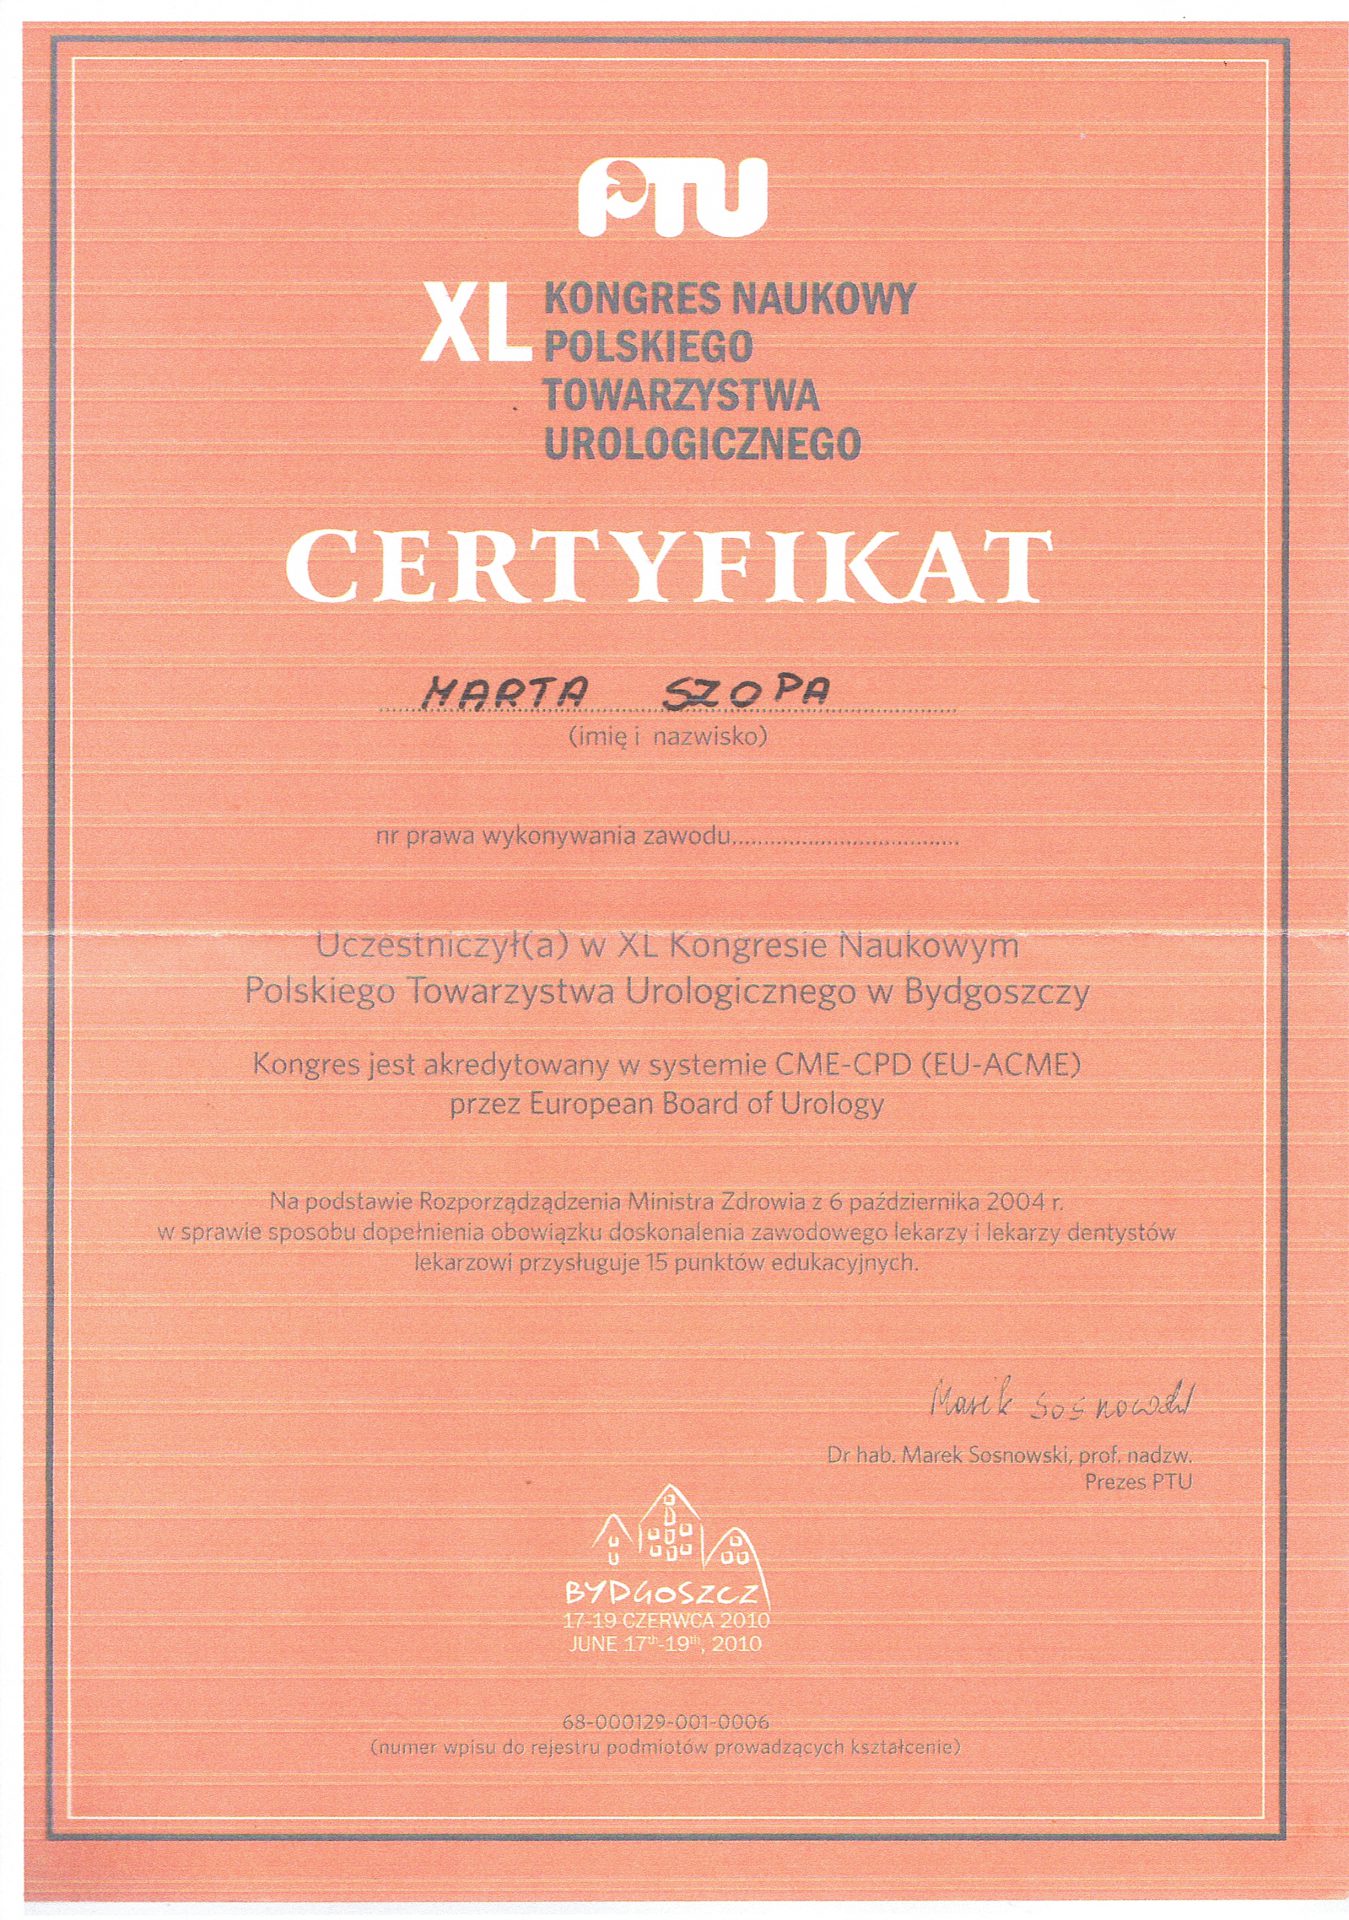 PTU
XL KONGRES NAUKOWY
POLSKIEGO
TOWARZYSTWA
UROLOGICZNEGO
CERTYFIKAT
MARTA SZOPA
(imię i nazwisko)
nr prawa wykonywania zawodu....................................
Uczestniczył(a) w XL Kongresie Naukowym
Polskiego Towarzystwa Urologicznego w Bydgoszczy
Kongres jest akredytowany w systemie CME-CPD (EU-ACME)
przez European Board of Urology
Na podstawie Rozporządządzenia Ministra Zdrowia z 6 października 2004 r.
w sprawie sposobu dopełnienia obowiązku doskonalenia zawodowego lekarzy i lekarzy dentystów
lekarzowi przysługuje 15 punktów edukacyjnych.
Marek Sosnowski
Dr hab. Marek Sosnowski, prof. nadzw.
Prezes PTU
BYDGOSZCZ
17-19 CZERWCA 2010
JUNE 17th-19th, 2010
68-000129-001-0006
(numer wpisu do rejestru podmiotów prowadzących kształcenie)